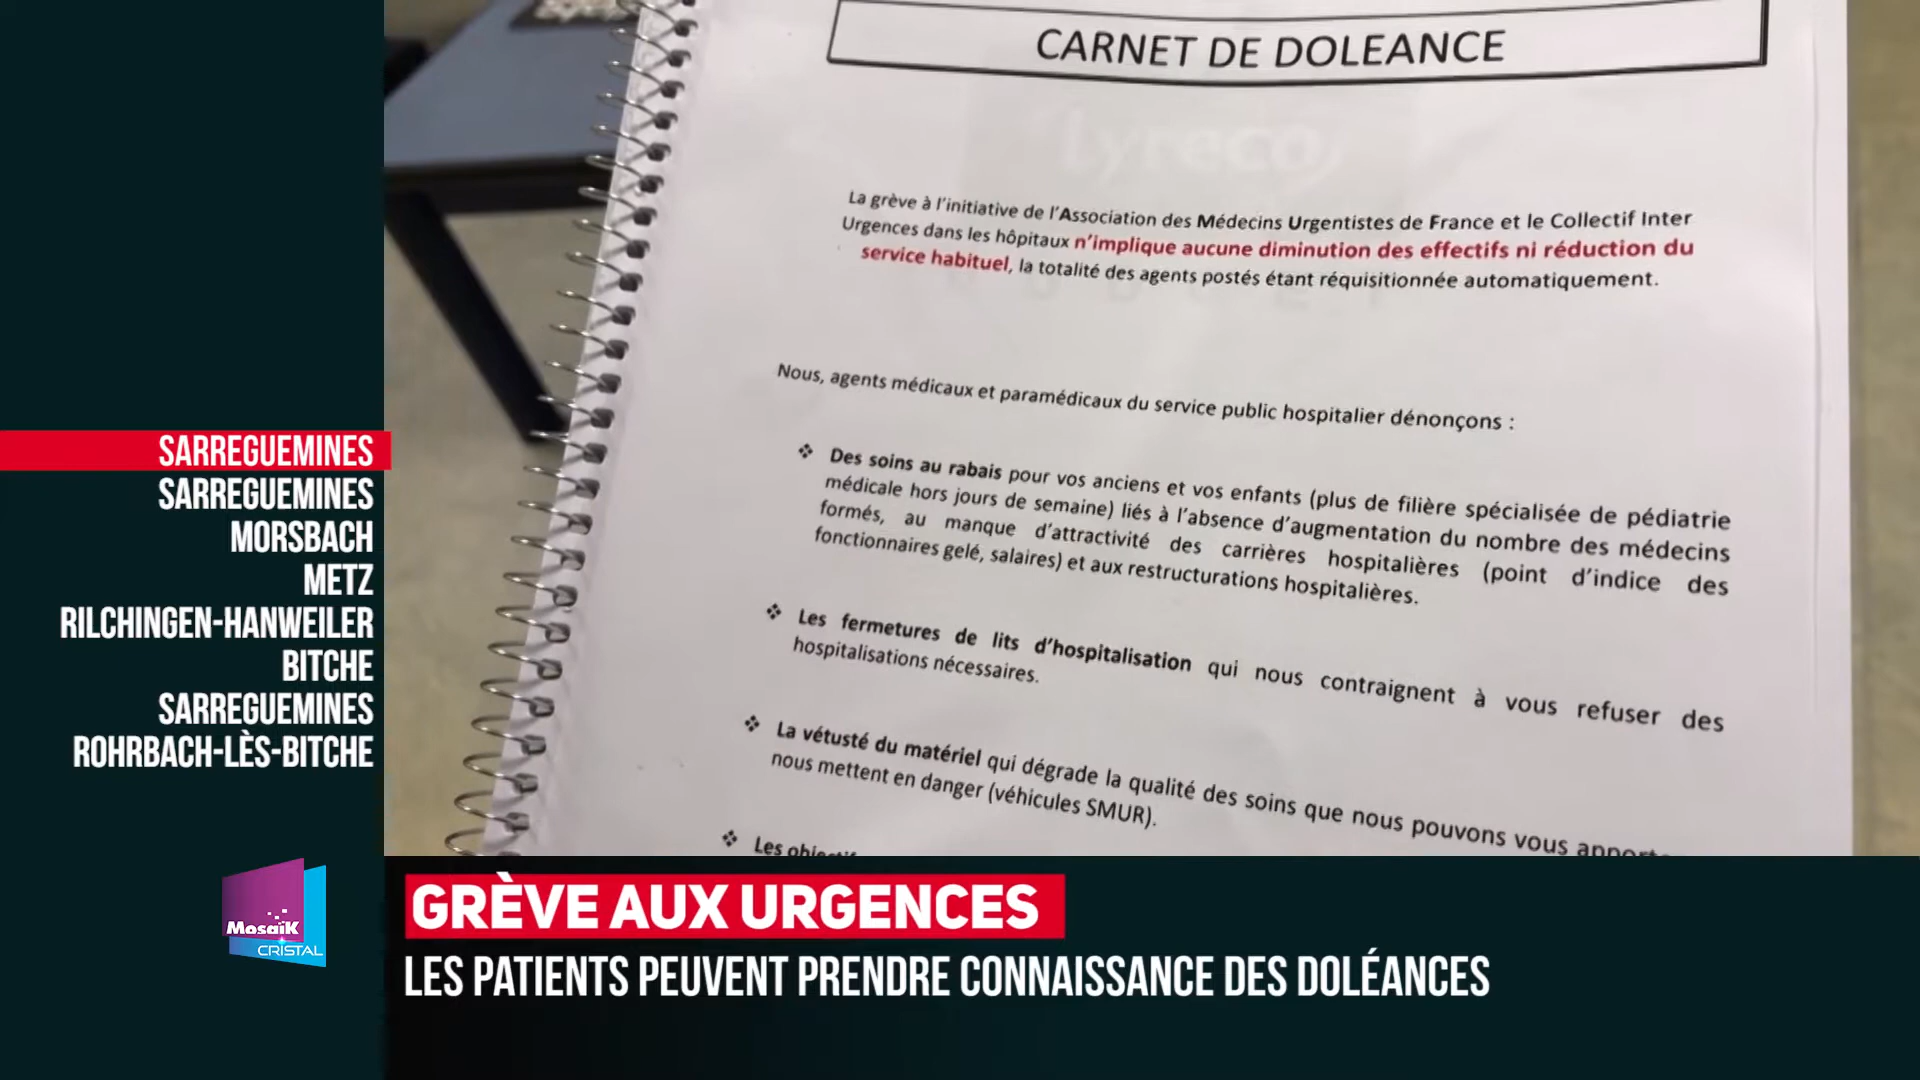 CARNET DE DOLEANCE
lyreco
La grève à l'initiative de l'Association des Médecins Urgentistes de France et le Collectif Inter
Urgences dans les hôpitaux n'implique aucune diminution des effectifs ni réduction du
service habituel, la totalité des agents postés étant réquisitionnée automatiquement.
Nous, agents médicaux et paramédicaux du service public hospitalier dénonçons :
❖ Des soins au rabais pour vos anciens et vos enfants (plus de filière spécialisée de pédiatrie
médicale hors jours de semaine) liés à l'absence d'augmentation du nombre des médecins
formés, au manque d'attractivité des carrières hospitalières (point d'indice des
fonctionnaires gelé, salaires) et aux restructurations hospitalières.
❖ Les fermetures de lits d'hospitalisation qui nous contraignent à vous refuser des
hospitalisations nécessaires.
❖ La vétusté du matériel qui dégrade la qualité des soins que nous pouvons vous
nous mettent en danger (véhicules SMUR).
❖ Les
SARREGUEMINES
SARREGUEMINES
MORSBACH
METZ
RILCHINGEN-HANWEILER
BITCHE
SARREGUEMINES
ROHRBACH-LÈS-BITCHE
MosaïK
CRISTAL
GRÈVE AUX URGENCES
LES PATIENTS PEUVENT PRENDRE CONNAISSANCE DES DOLÉANCES